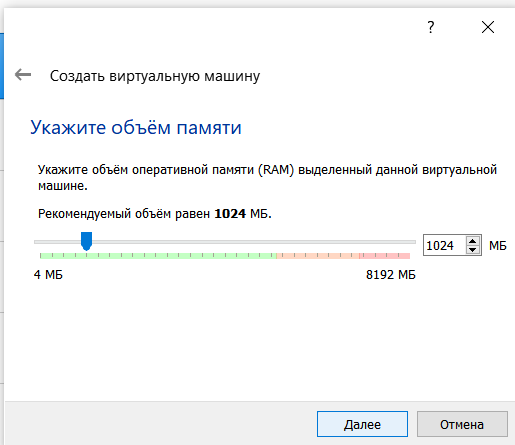 ?
Создать виртуальную машину
Укажите объём памяти
Укажите объём оперативной памяти (RAM) выделенный данной виртуальной
машине.
Рекомендуемый объём равен 1024 МБ.
1024 МБ
4 МБ 8192 МБ
Далее Отмена